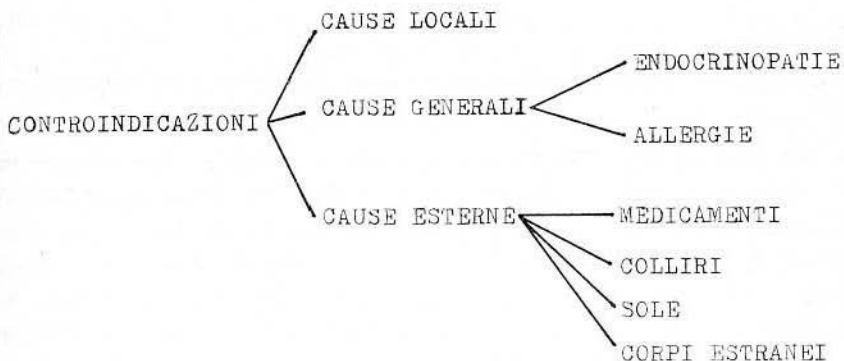 CAUSE LOCALI
ENDOCRINOPATIE
CONTROINDICAZIONI
CAUSE GENERALI
ALLERGIE
CAUSE ESTERNE
MEDICAMENTI
COLLIRI
SOLE
CORPI ESTRANEI